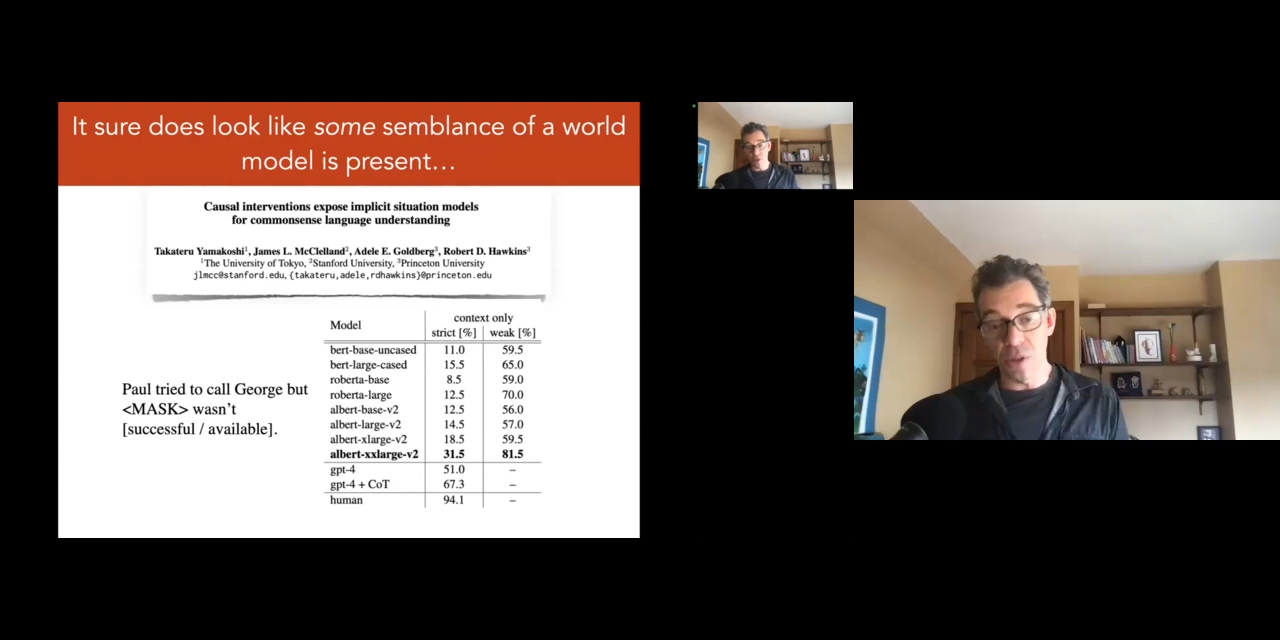 It sure does look like some semblance of a world
model is present…
Causal interventions expose implicit situation models
for commonsense language understanding
Takateru Yamakoshi¹, James L. McClelland², Adele E. Goldberg³, Robert D. Hawkins³
¹The University of Tokyo, ²Stanford University, ³Princeton University
jlmcc@stanford.edu, {takateru,adele,rdhawkins}@princeton.edu
Paul tried to call George but
<MASK> wasn't
[successful / available].
Model context only
strict [%] weak [%]
bert-base-uncased 11.0 59.5
bert-large-cased 15.5 65.0
roberta-base 8.5 59.0
roberta-large 12.5 70.0
albert-base-v2 12.5 56.0
albert-large-v2 14.5 57.0
albert-xlarge-v2 18.5 59.5
albert-xxlarge-v2 31.5 81.5
gpt-4 51.0 –
gpt-4 + CoT 67.3 –
human 94.1 –